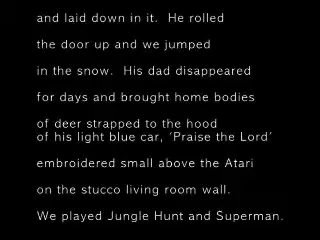 and laid down in it.  He rolled
the door up and we jumped
in the snow.  His dad disappeared
for days and brought home bodies
of deer strapped to the hood
of his light blue car, ‘Praise the Lord’
embroidered small above the Atari
on the stucco living room wall.
We played Jungle Hunt and Superman.